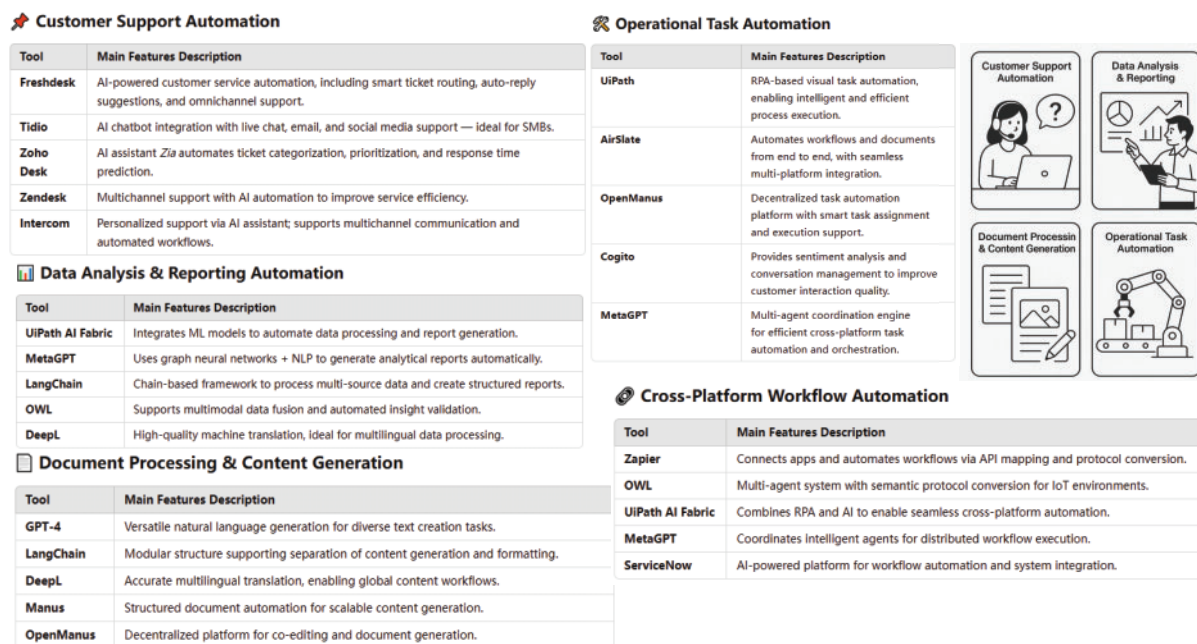 📌 Customer Support Automation
Tool Main Features Description
Freshdesk AI-powered customer service automation, including smart ticket routing, auto-reply
suggestions, and omnichannel support.
Tidio AI chatbot integration with live chat, email, and social media support — ideal for SMBs.
Zoho AI assistant Zia automates ticket categorization, prioritization, and response time
Desk prediction.
Zendesk Multichannel support with AI automation to improve service efficiency.
Intercom Personalized support via AI assistant; supports multichannel communication and
automated workflows.
📊 Data Analysis & Reporting Automation
Tool Main Features Description
UiPath AI Fabric Integrates ML models to automate data processing and report generation.
MetaGPT Uses graph neural networks + NLP to generate analytical reports automatically.
LangChain Chain-based framework to process multi-source data and create structured reports.
OWL Supports multimodal data fusion and automated insight validation.
DeepL High-quality machine translation, ideal for multilingual data processing.
📄 Document Processing & Content Generation
Tool Main Features Description
GPT-4 Versatile natural language generation for diverse text creation tasks.
LangChain Modular structure supporting separation of content generation and formatting.
DeepL Accurate multilingual translation, enabling global content workflows.
Manus Structured document automation for scalable content generation.
OpenManus Decentralized platform for co-editing and document generation.
🛠 Operational Task Automation
Tool Main Features Description
UiPath RPA-based visual task automation,
enabling intelligent and efficient
process execution.
AirSlate Automates workflows and documents
from end to end, with seamless
multi-platform integration.
OpenManus Decentralized task automation
platform with smart task assignment
and execution support.
Cogito Provides sentiment analysis and
conversation management to improve
customer interaction quality.
MetaGPT Multi-agent coordination engine
for efficient cross-platform task
automation and orchestration.
Customer Support
Automation
?
Data Analysis
& Reporting
Document Processin
& Content Generation
Operational Task
Automation
🔗 Cross-Platform Workflow Automation
Tool Main Features Description
Zapier Connects apps and automates workflows via API mapping and protocol conversion.
OWL Multi-agent system with semantic protocol conversion for IoT environments.
UiPath AI Fabric Combines RPA and AI to enable seamless cross-platform automation.
MetaGPT Coordinates intelligent agents for distributed workflow execution.
ServiceNow AI-powered platform for workflow automation and system integration.